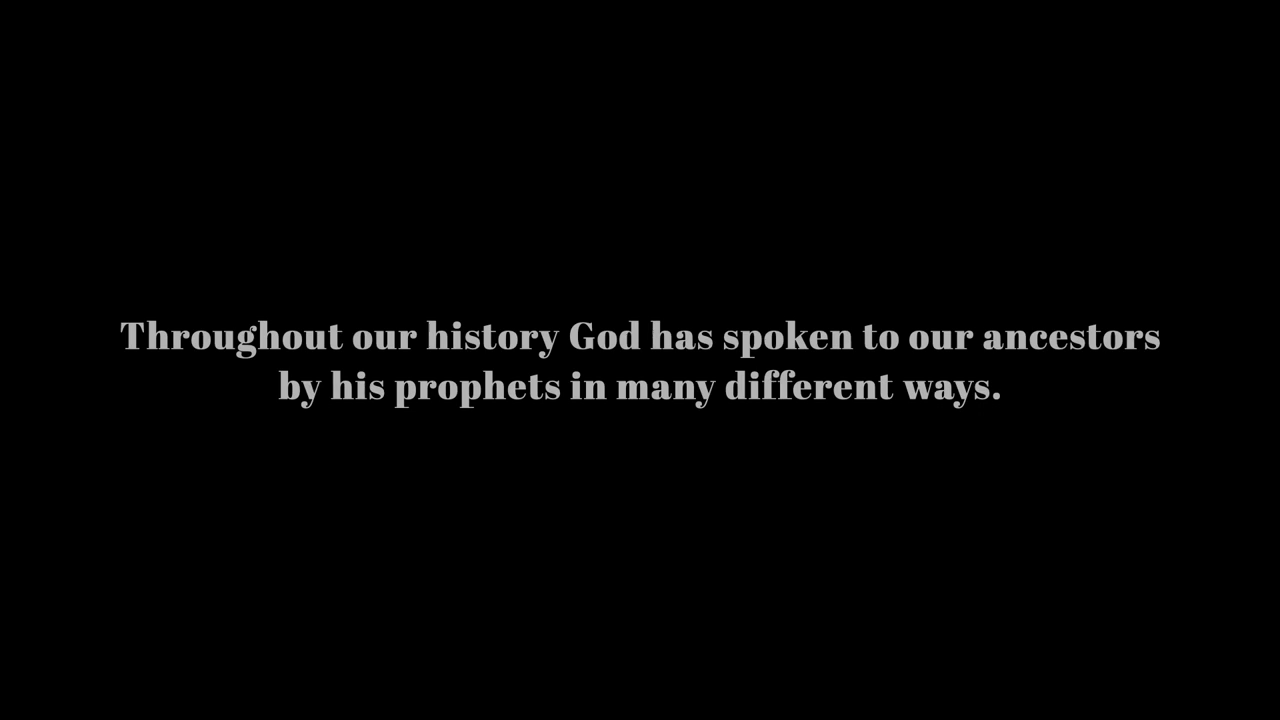 Throughout our history God has spoken to our ancestors
by his prophets in many different ways.